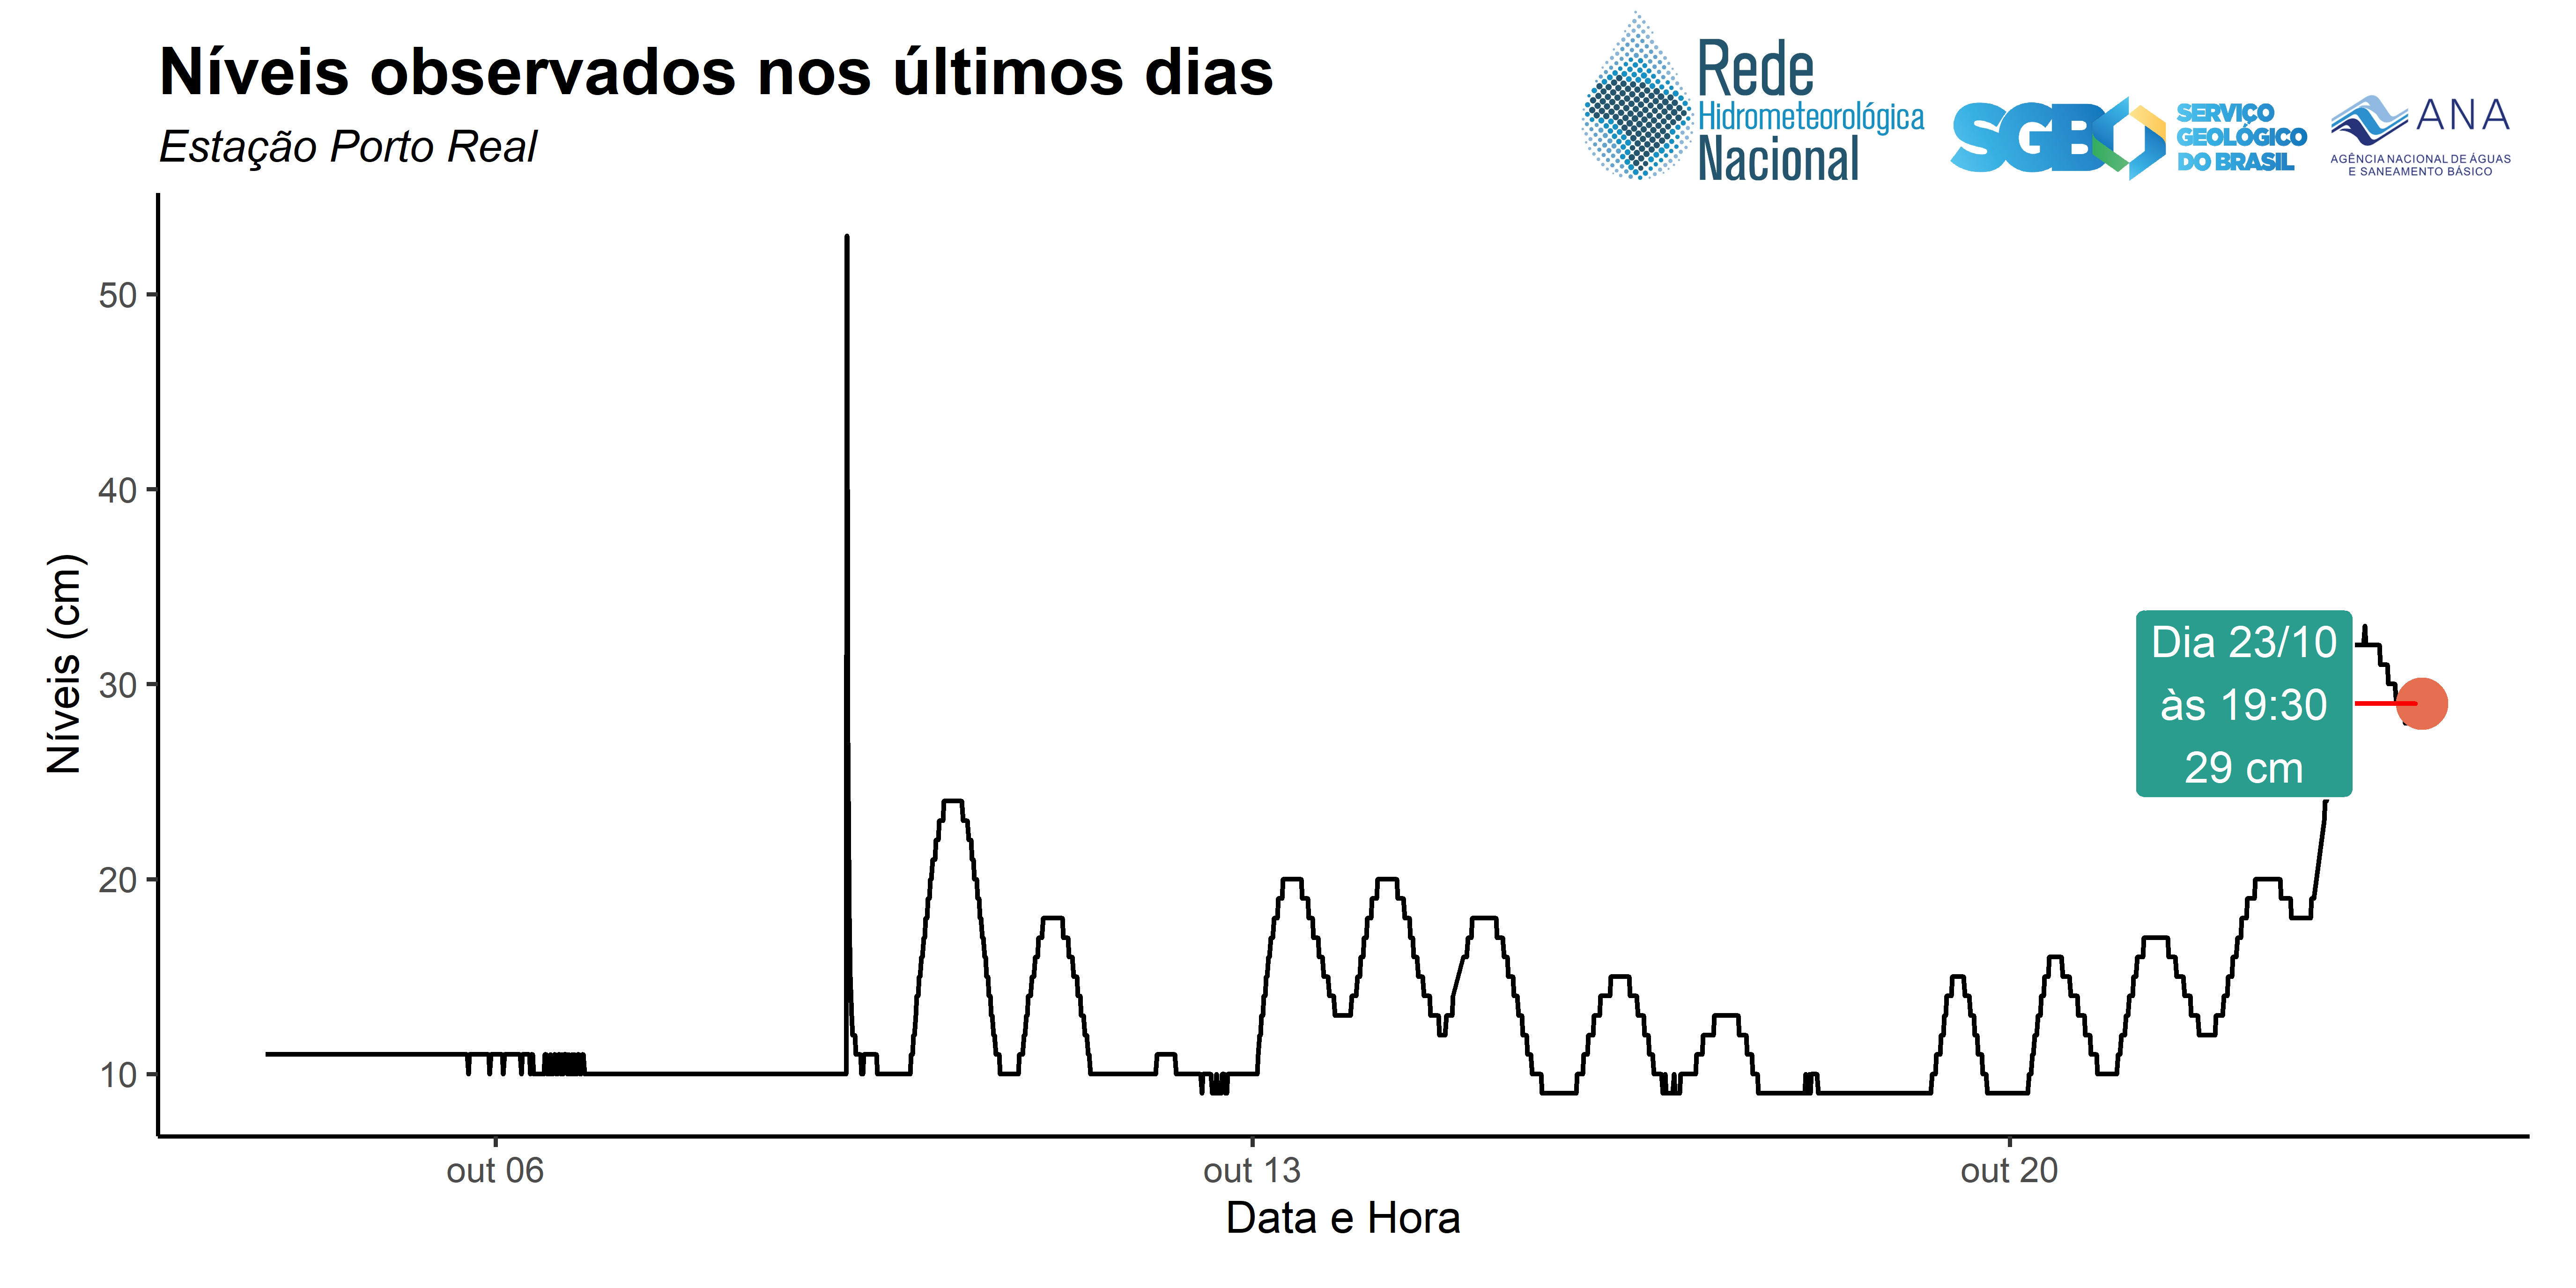 Níveis observados nos últimos dias
Estação Porto Real
Rede
Hidrometeorológica
Nacional
SGB
SERVIÇO
GEOLÓGICO
DO BRASIL
ANA
AGÊNCIA NACIONAL DE ÁGUAS
E SANEAMENTO BÁSICO
Níveis (cm)
50
40
30
20
10
Dia 23/10
às 19:30
29 cm
out 06
out 13
out 20
Data e Hora